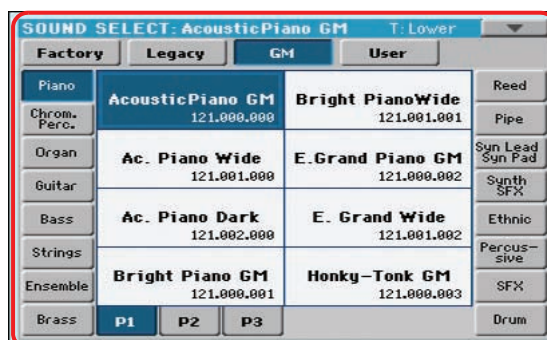 SOUND SELECT: AcousticPiano GM T: Lower
Factory Legacy GM User
Piano
Chrom. Perc.
Organ
Guitar
Bass
Strings
Ensemble
Brass
AcousticPiano GM
121.000.000
Bright PianoWide
121.001.001
Ac. Piano Wide
121.001.000
E.Grand Piano GM
121.000.002
Ac. Piano Dark
121.002.000
E. Grand Wide
121.001.002
Bright Piano GM
121.000.001
Honky-Tonk GM
121.000.003
P1 P2 P3
Reed
Pipe
Syn Lead
Syn Pad
Synth
SFX
Ethnic
Percus-
sive
SFX
Drum